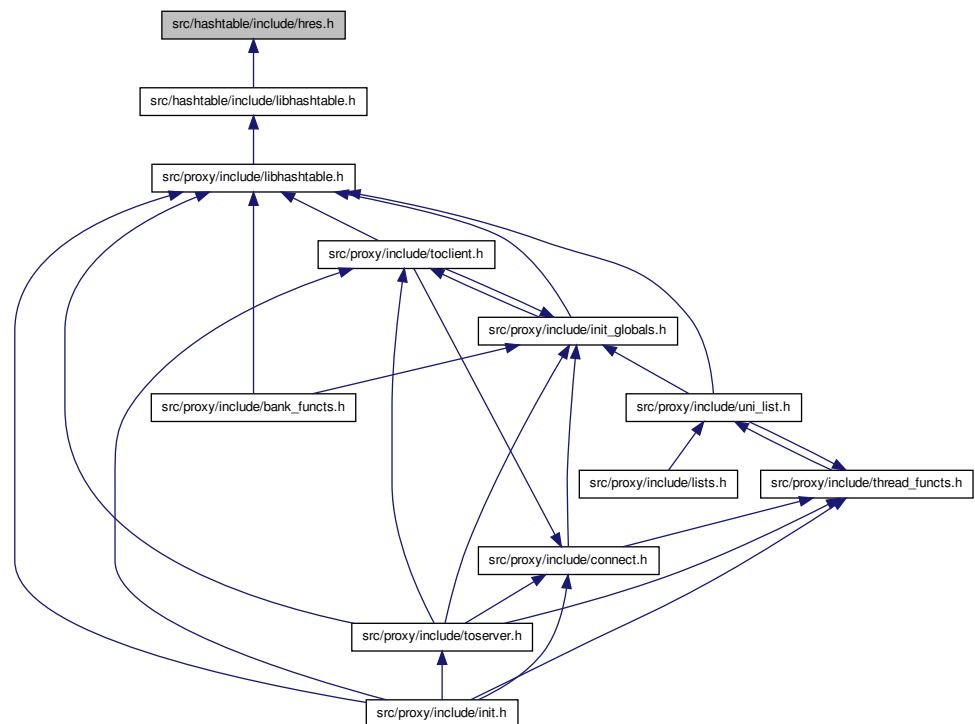 src/hashtable/include/hres.h
src/hashtable/include/libhashtable.h
src/proxy/include/libhashtable.h
src/proxy/include/toclient.h
src/proxy/include/init_globals.h
src/proxy/include/bank_functs.h
src/proxy/include/uni_list.h
src/proxy/include/lists.h
src/proxy/include/thread_functs.h
src/proxy/include/connect.h
src/proxy/include/toserver.h
src/proxy/include/init.h